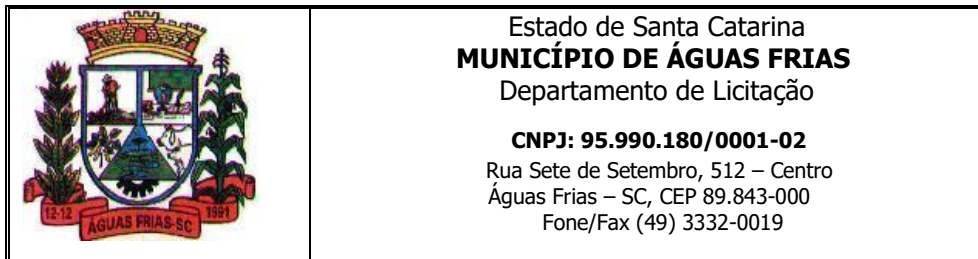 12-12
ÁGUAS FRIAS-SC
1991
Estado de Santa Catarina
MUNICÍPIO DE ÁGUAS FRIAS
Departamento de Licitação
CNPJ: 95.990.180/0001-02
Rua Sete de Setembro, 512 – Centro
Águas Frias – SC, CEP 89.843-000
Fone/Fax (49) 3332-0019